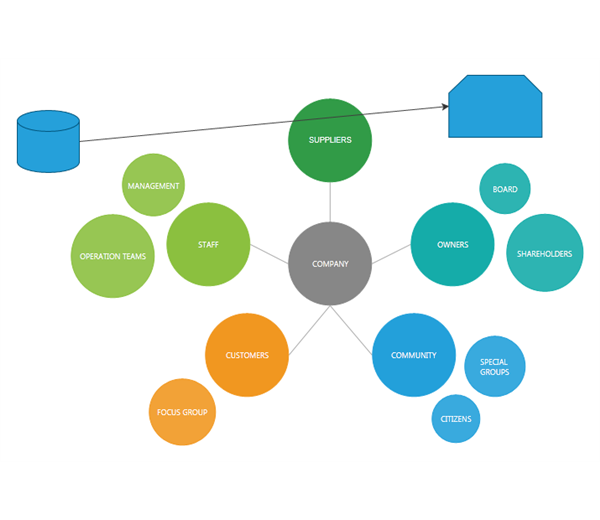 SUPPLIERS
MANAGEMENT
BOARD
STAFF
OWNERS
OPERATION TEAMS
SHAREHOLDERS
COMPANY
CUSTOMERS
COMMUNITY
SPECIAL
GROUPS
FOCUS GROUP
CITIZENS